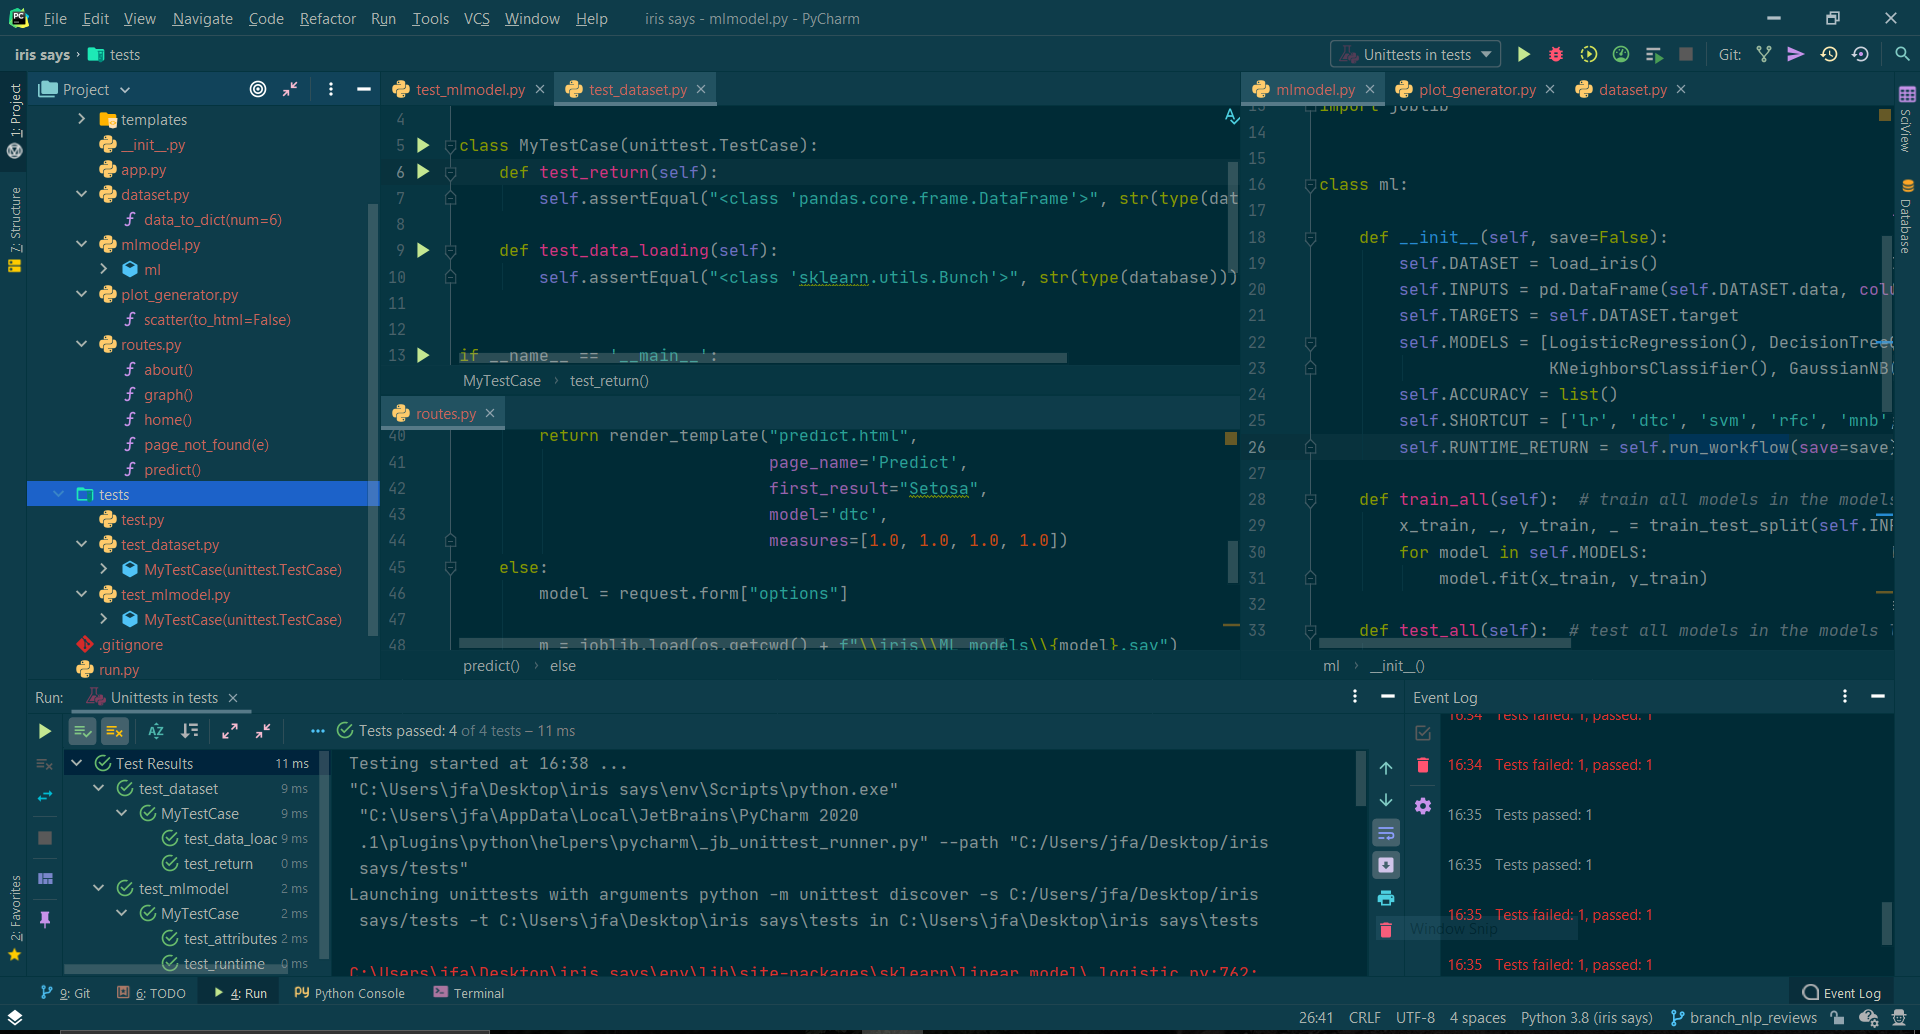 PC File Edit View Navigate Code Refactor Run Tools VCS Window Help iris says - mlmodel.py - PyCharm
iris says › tests
Unittests in tests
Git:
1: Project
7: Structure
2: Favorites
Project
templates
__init__.py
app.py
dataset.py
data_to_dict(num=6)
mlmodel.py
ml
plot_generator.py
scatter(to_html=False)
routes.py
about()
graph()
home()
page_not_found(e)
predict()
tests
test.py
test_dataset.py
MyTestCase(unittest.TestCase)
test_mlmodel.py
MyTestCase(unittest.TestCase)
.gitignore
run.py
test_mlmodel.py test_dataset.py
4
5 class MyTestCase(unittest.TestCase):
6 def test_return(self):
7 self.assertEqual("<class 'pandas.core.frame.DataFrame'>", str(type(dat
8
9 def test_data_loading(self):
10 self.assertEqual("<class 'sklearn.utils.Bunch'>", str(type(database)))
11
12
13 if __name__ == '__main__':
MyTestCase › test_return()
routes.py
40 return render_template("predict.html",
41 page_name='Predict',
42 first_result="Setosa",
43 model='dtc',
44 measures=[1.0, 1.0, 1.0, 1.0])
45 else:
46 model = request.form["options"]
47
48 m = joblib.load(os.getcwd() + f"\\iris\\ML_models\\{model}.sav")
predict() › else
mlmodel.py plot_generator.py dataset.py
13 import joblib
14
15
16 class ml:
17
18 def __init__(self, save=False):
19 self.DATASET = load_iris()
20 self.INPUTS = pd.DataFrame(self.DATASET.data, colu
21 self.TARGETS = self.DATASET.target
22 self.MODELS = [LogisticRegression(), DecisionTree
23 KNeighborsClassifier(), GaussianNB(
24 self.ACCURACY = list()
25 self.SHORTCUT = ['lr', 'dtc', 'svm', 'rfc', 'mnb'
26 self.RUNTIME_RETURN = self.run_workflow(save=save)
27
28 def train_all(self): # train all models in the models
29 x_train, _, y_train, _ = train_test_split(self.INP
30 for model in self.MODELS:
31 model.fit(x_train, y_train)
32
33 def test_all(self): # test all models in the models
ml › __init__()
SciView
Database
Run: Unittests in tests
Tests passed: 4 of 4 tests – 11 ms
Test Results 11 ms
test_dataset 9 ms
MyTestCase 9 ms
test_data_loac 9 ms
test_return 0 ms
test_mlmodel 2 ms
MyTestCase 2 ms
test_attributes 2 ms
test_runtime 0 ms
Testing started at 16:38 ...
"C:\Users\jfa\Desktop\iris says\env\Scripts\python.exe"
"C:\Users\jfa\AppData\Local\JetBrains\PyCharm 2020
.1\plugins\python\helpers\pycharm\_jb_unittest_runner.py" --path "C:/Users/jfa/Desktop/iris
says/tests"
Launching unittests with arguments python -m unittest discover -s C:/Users/jfa/Desktop/iris
says/tests -t C:\Users\jfa\Desktop\iris says\tests in C:\Users\jfa\Desktop\iris says\tests
C:\Users\jfa\Desktop\iris says\env\lib\site-packages\sklearn\linear_model\_logistic.py:762:
Event Log
16:34 Tests failed: 1, passed: 1
16:34 Tests failed: 1, passed: 1
16:35 Tests passed: 1
16:35 Tests passed: 1
16:35 Tests failed: 1, passed: 1
Window Snip
16:35 Tests failed: 1, passed: 1
9: Git 6: TODO 4: Run Python Console Terminal Event Log
26:41 CRLF UTF-8 4 spaces Python 3.8 (iris says) branch_nlp_reviews